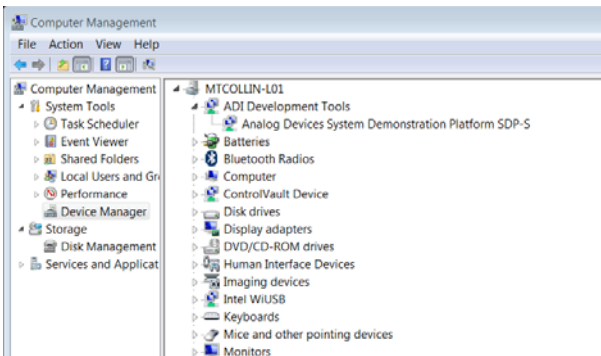 Computer Management
File Action View Help
Computer Management
System Tools
Task Scheduler
Event Viewer
Shared Folders
Local Users and Gr
Performance
Device Manager
Storage
Disk Management
Services and Applicat
MTCOLLIN-L01
ADI Development Tools
Analog Devices System Demonstration Platform SDP-S
Batteries
Bluetooth Radios
Computer
ControlVault Device
Disk drives
Display adapters
DVD/CD-ROM drives
Human Interface Devices
Imaging devices
Intel WiUSB
Keyboards
Mice and other pointing devices
Monitors